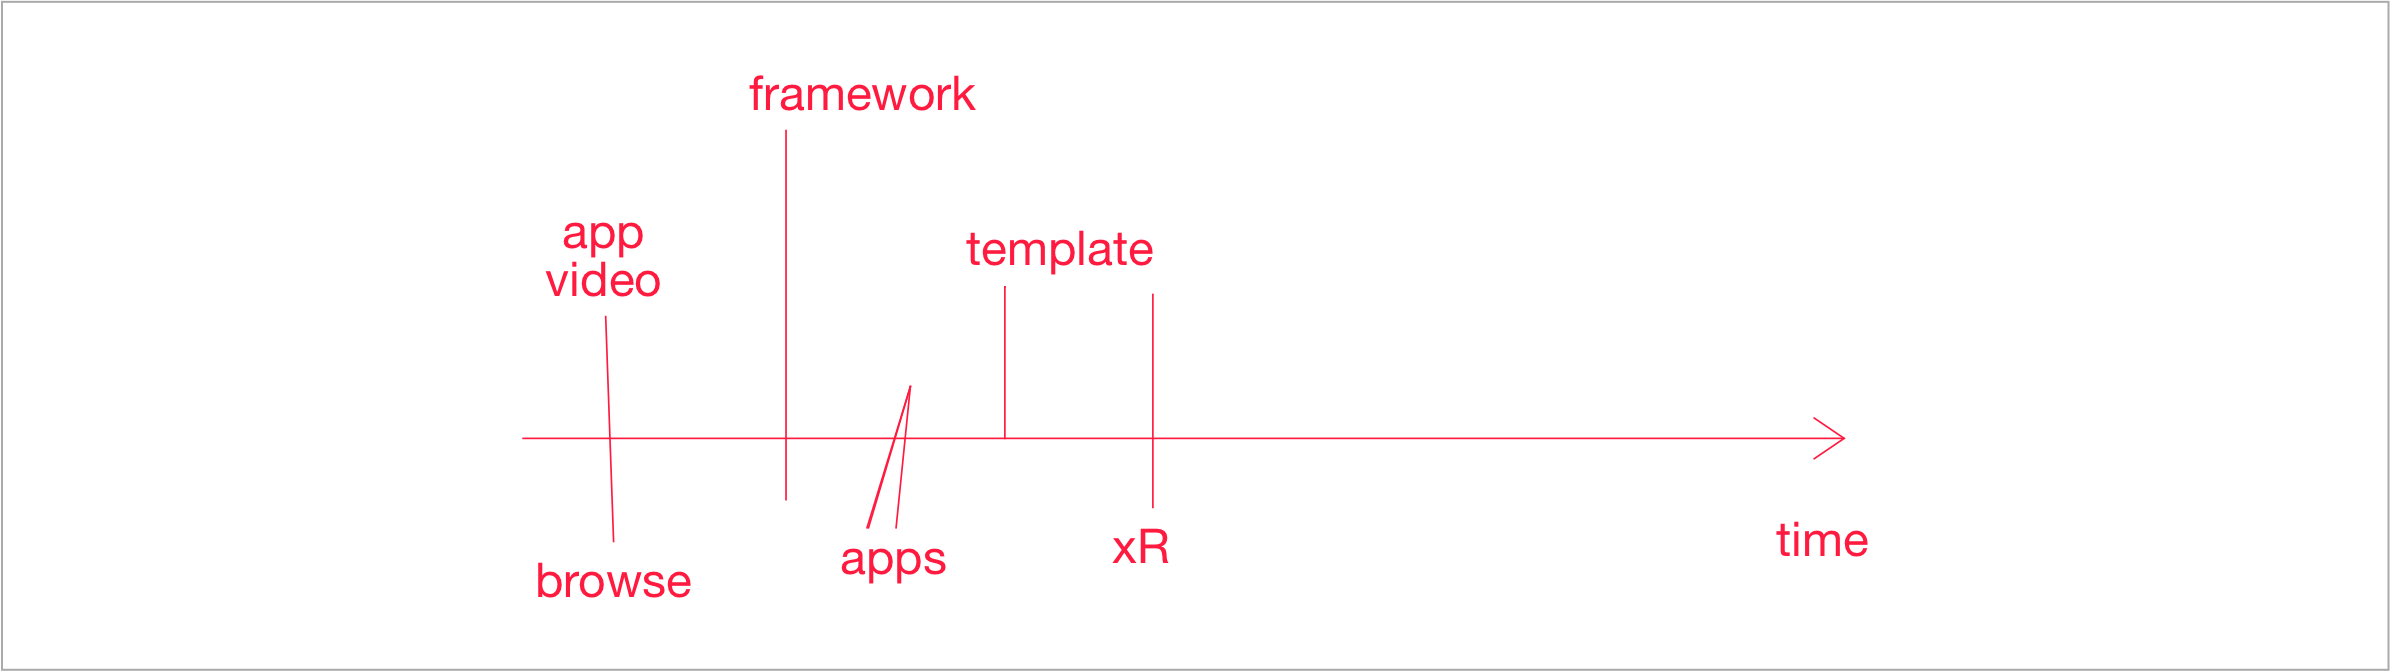 framework
app
video
template
browse
apps
xR
time